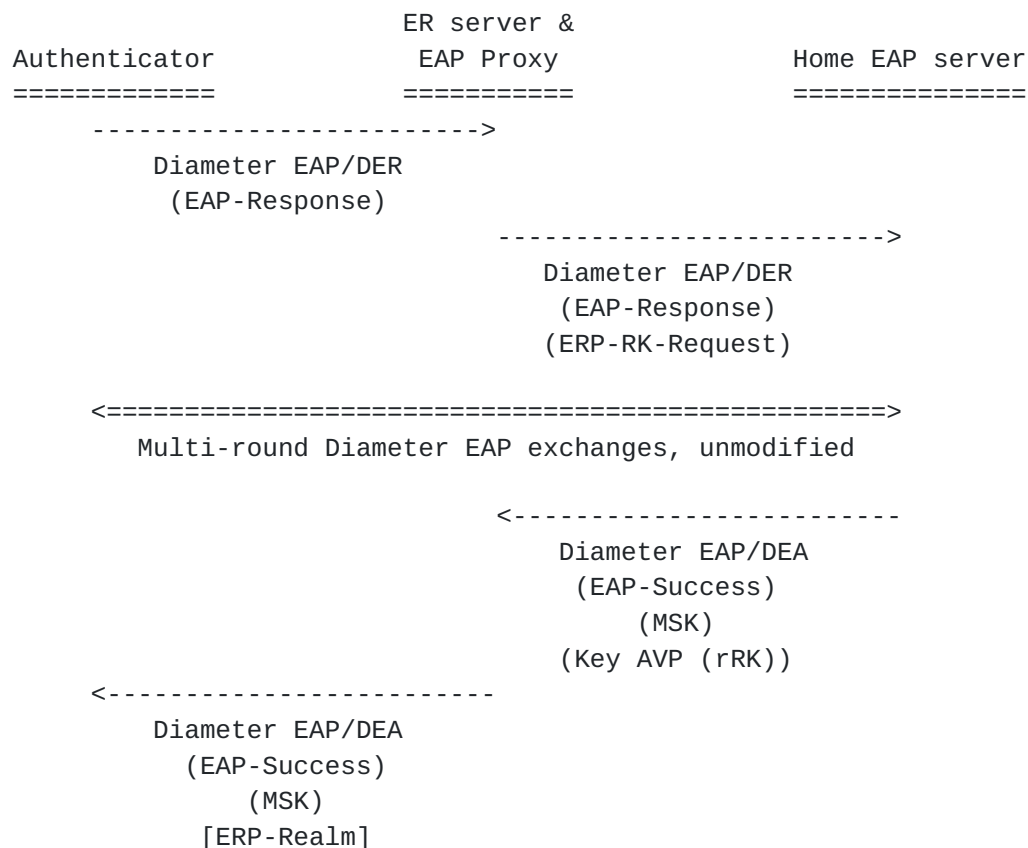 ER server &
Authenticator EAP Proxy Home EAP server
============= =========== ===============
------------------------->
Diameter EAP/DER
(EAP-Response)
------------------------->
Diameter EAP/DER
(EAP-Response)
(ERP-RK-Request)
<==================================================>
Multi-round Diameter EAP exchanges, unmodified
<-------------------------
Diameter EAP/DEA
(EAP-Success)
(MSK)
(Key AVP (rRK))
<-------------------------
Diameter EAP/DEA
(EAP-Success)
(MSK)
[ERP-Realm]